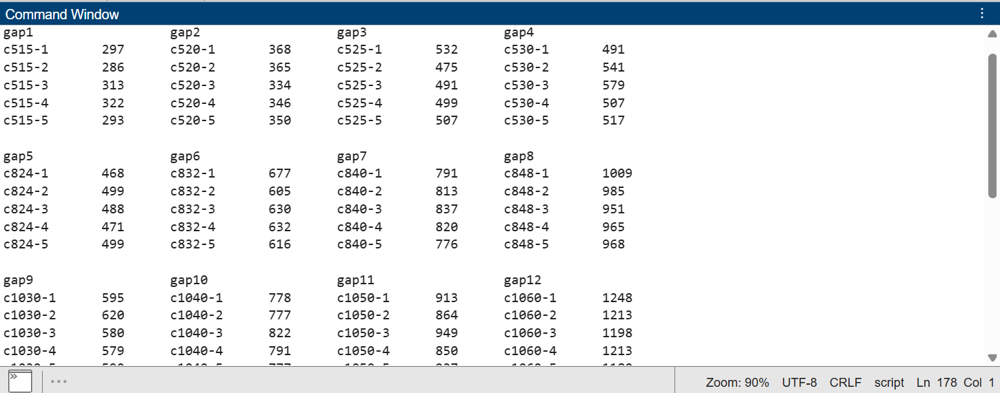 Command Window
gap1 gap2 gap3 gap4
c515-1 297 c520-1 368 c525-1 532 c530-1 491
c515-2 286 c520-2 365 c525-2 475 c530-2 541
c515-3 313 c520-3 334 c525-3 491 c530-3 579
c515-4 322 c520-4 346 c525-4 499 c530-4 507
c515-5 293 c520-5 350 c525-5 507 c530-5 517
gap5 gap6 gap7 gap8
c824-1 468 c832-1 677 c840-1 791 c848-1 1009
c824-2 499 c832-2 605 c840-2 813 c848-2 985
c824-3 488 c832-3 630 c840-3 837 c848-3 951
c824-4 471 c832-4 632 c840-4 820 c848-4 965
c824-5 499 c832-5 616 c840-5 776 c848-5 968
gap9 gap10 gap11 gap12
c1030-1 595 c1040-1 778 c1050-1 913 c1060-1 1248
c1030-2 620 c1040-2 777 c1050-2 864 c1060-2 1213
c1030-3 580 c1040-3 822 c1050-3 949 c1060-3 1198
c1030-4 579 c1040-4 791 c1050-4 850 c1060-4 1213
c1030-5 c1040-5 777 c1050-5 c1060-5
Zoom: 90% UTF-8 CRLF script Ln 178 Col 1